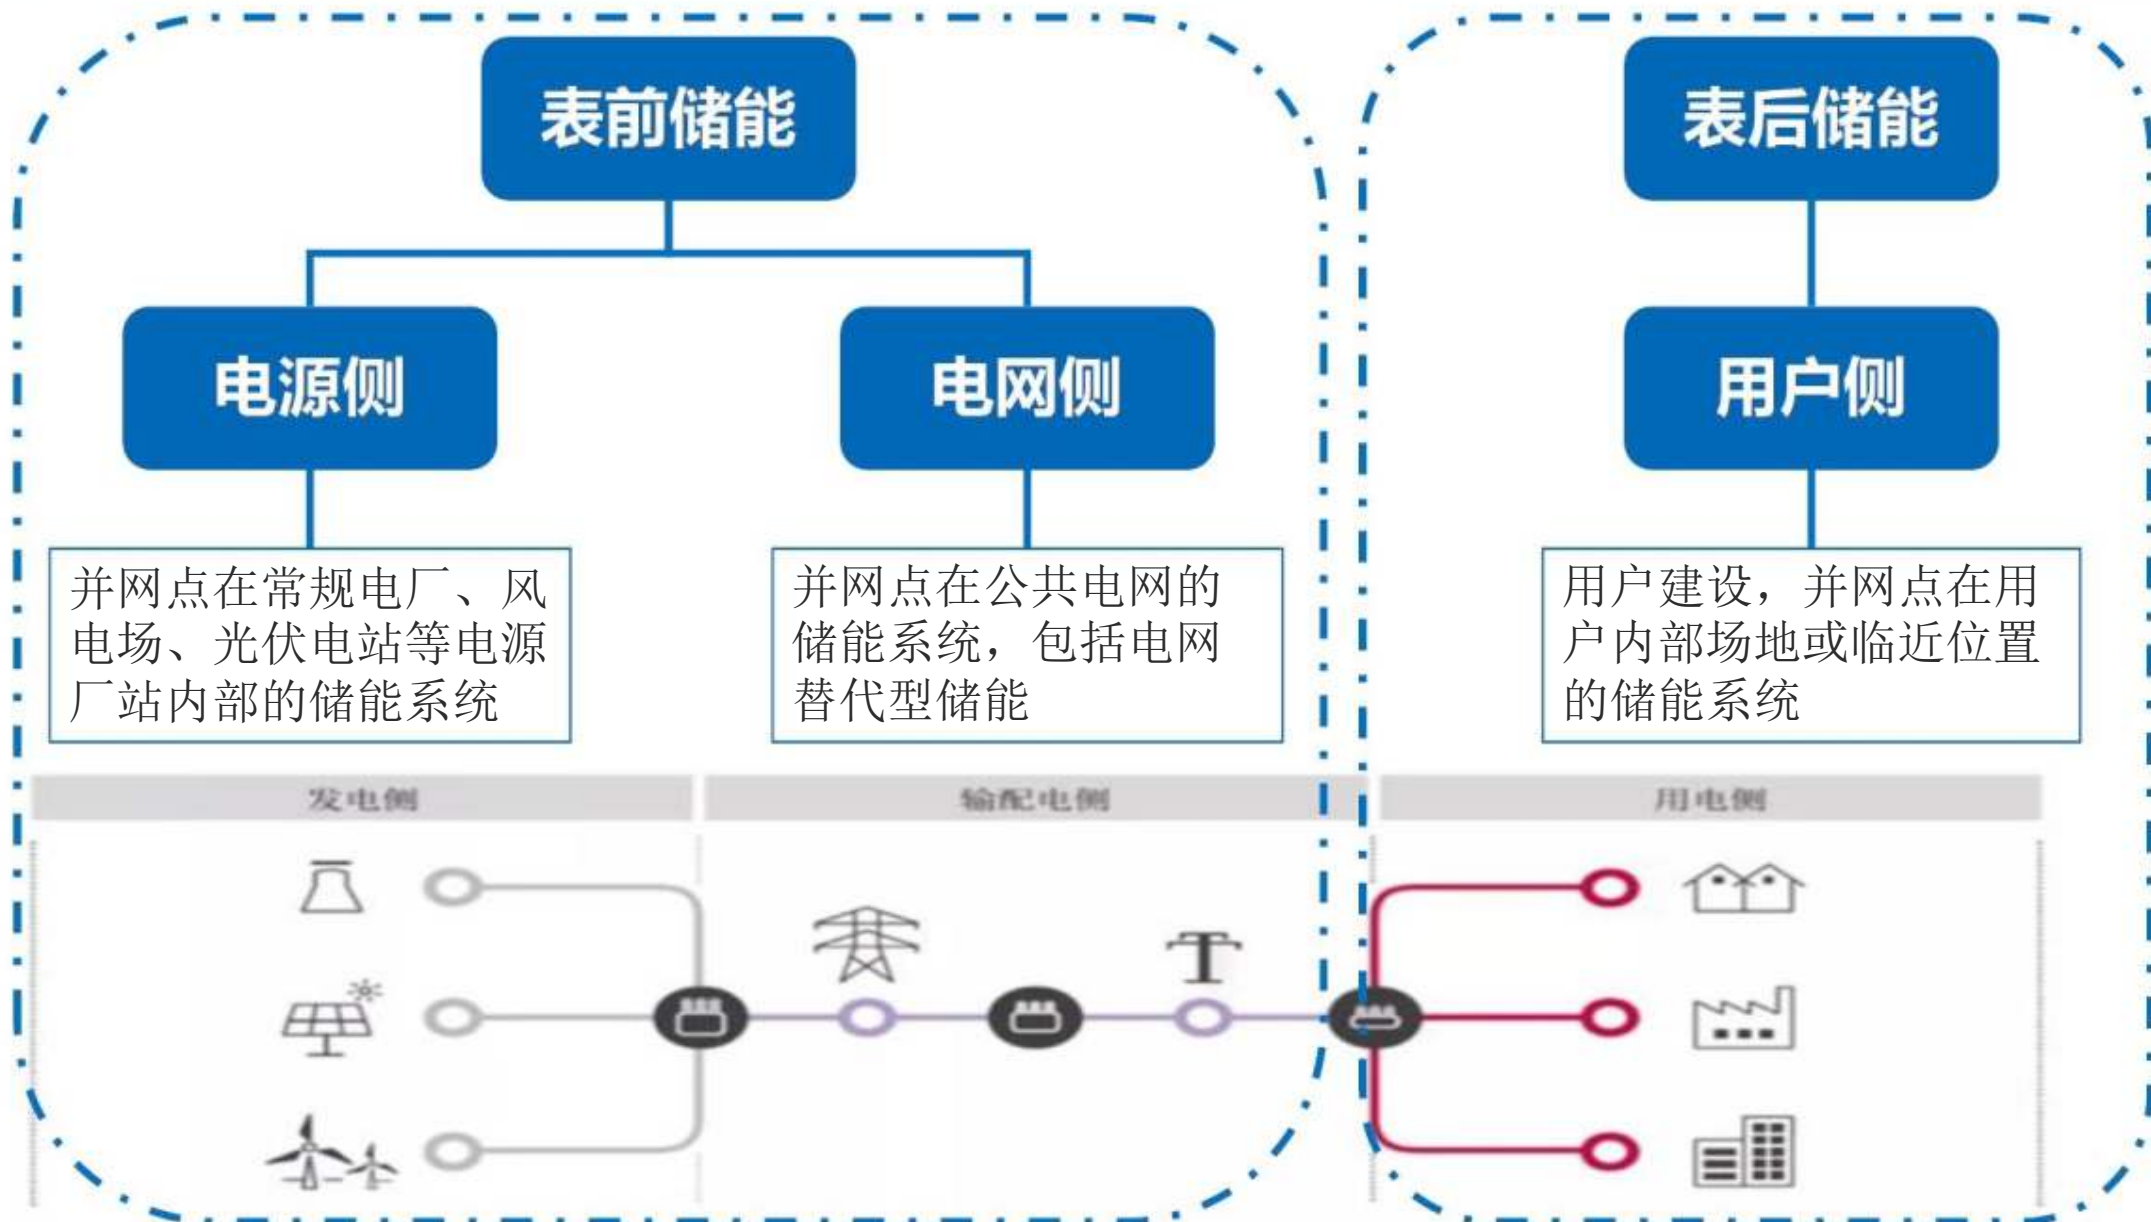 表前储能
表后储能
电源侧
电网侧
用户侧
并网点在常规电厂、风
电场、光伏电站等电源
厂站内部的储能系统
并网点在公共电网的
储能系统，包括电网
替代型储能
用户建设，并网点在用
户内部场地或临近位置
的储能系统
发电侧
输配电侧
用电侧